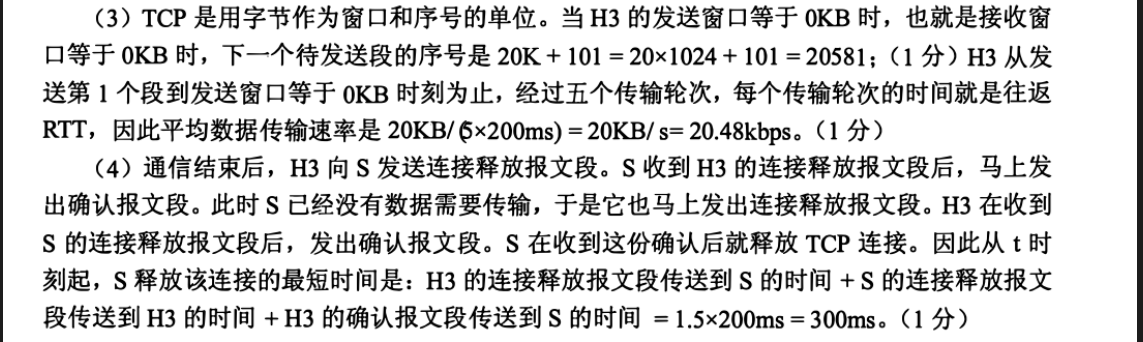 （3）TCP 是用字节作为窗口和序号的单位。当 H3 的发送窗口等于 0KB 时，也就是接收窗
口等于 0KB 时，下一个待发送段的序号是 20K + 101 = 20×1024 + 101 = 20581；（1 分）H3 从发
送第 1 个段到发送窗口等于 0KB 时刻为止，经过五个传输轮次，每个传输轮次的时间就是往返
RTT，因此平均数据传输速率是 20KB/ (5×200ms) = 20KB/ s= 20.48kbps。（1 分）
（4）通信结束后，H3 向 S 发送连接释放报文段。S 收到 H3 的连接释放报文段后，马上发
出确认报文段。此时 S 已经没有数据需要传输，于是它也马上发出连接释放报文段。H3 在收到
S 的连接释放报文段后，发出确认报文段。S 在收到这份确认后就释放 TCP 连接。因此从 t 时
刻起，S 释放该连接的最短时间是：H3 的连接释放报文段传送到 S 的时间 + S 的连接释放报文
段传送到 H3 的时间 + H3 的确认报文段传送到 S 的时间 = 1.5×200ms = 300ms。（1 分）